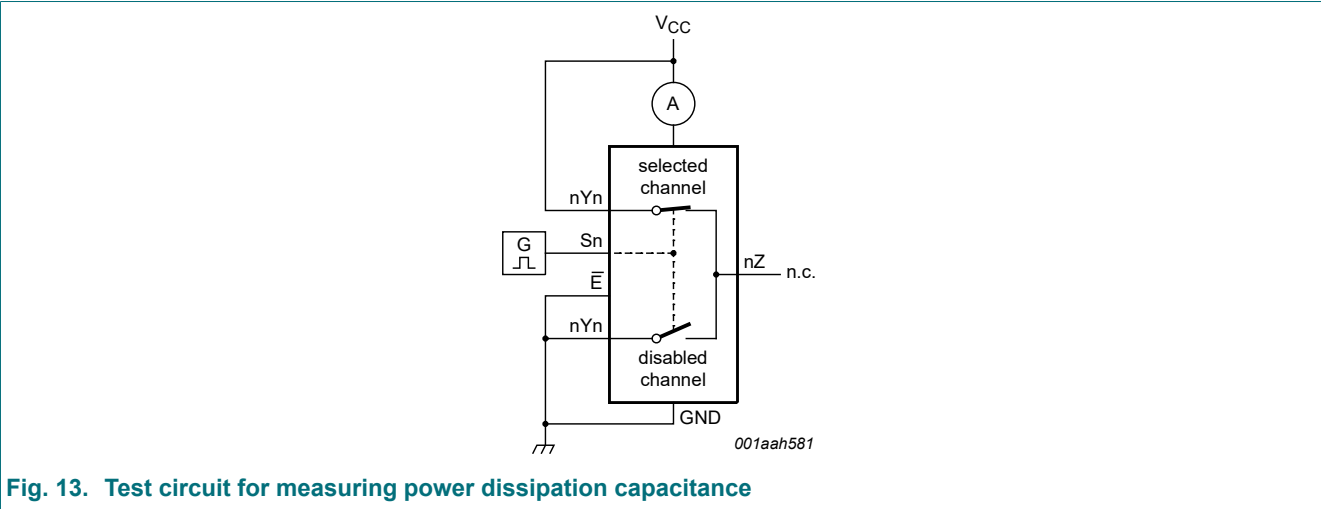 VCC
A
selected
channel
nYn
G
Sn
E̅
nZ
n.c.
nYn
disabled
channel
GND
001aah581
Fig. 13. Test circuit for measuring power dissipation capacitance